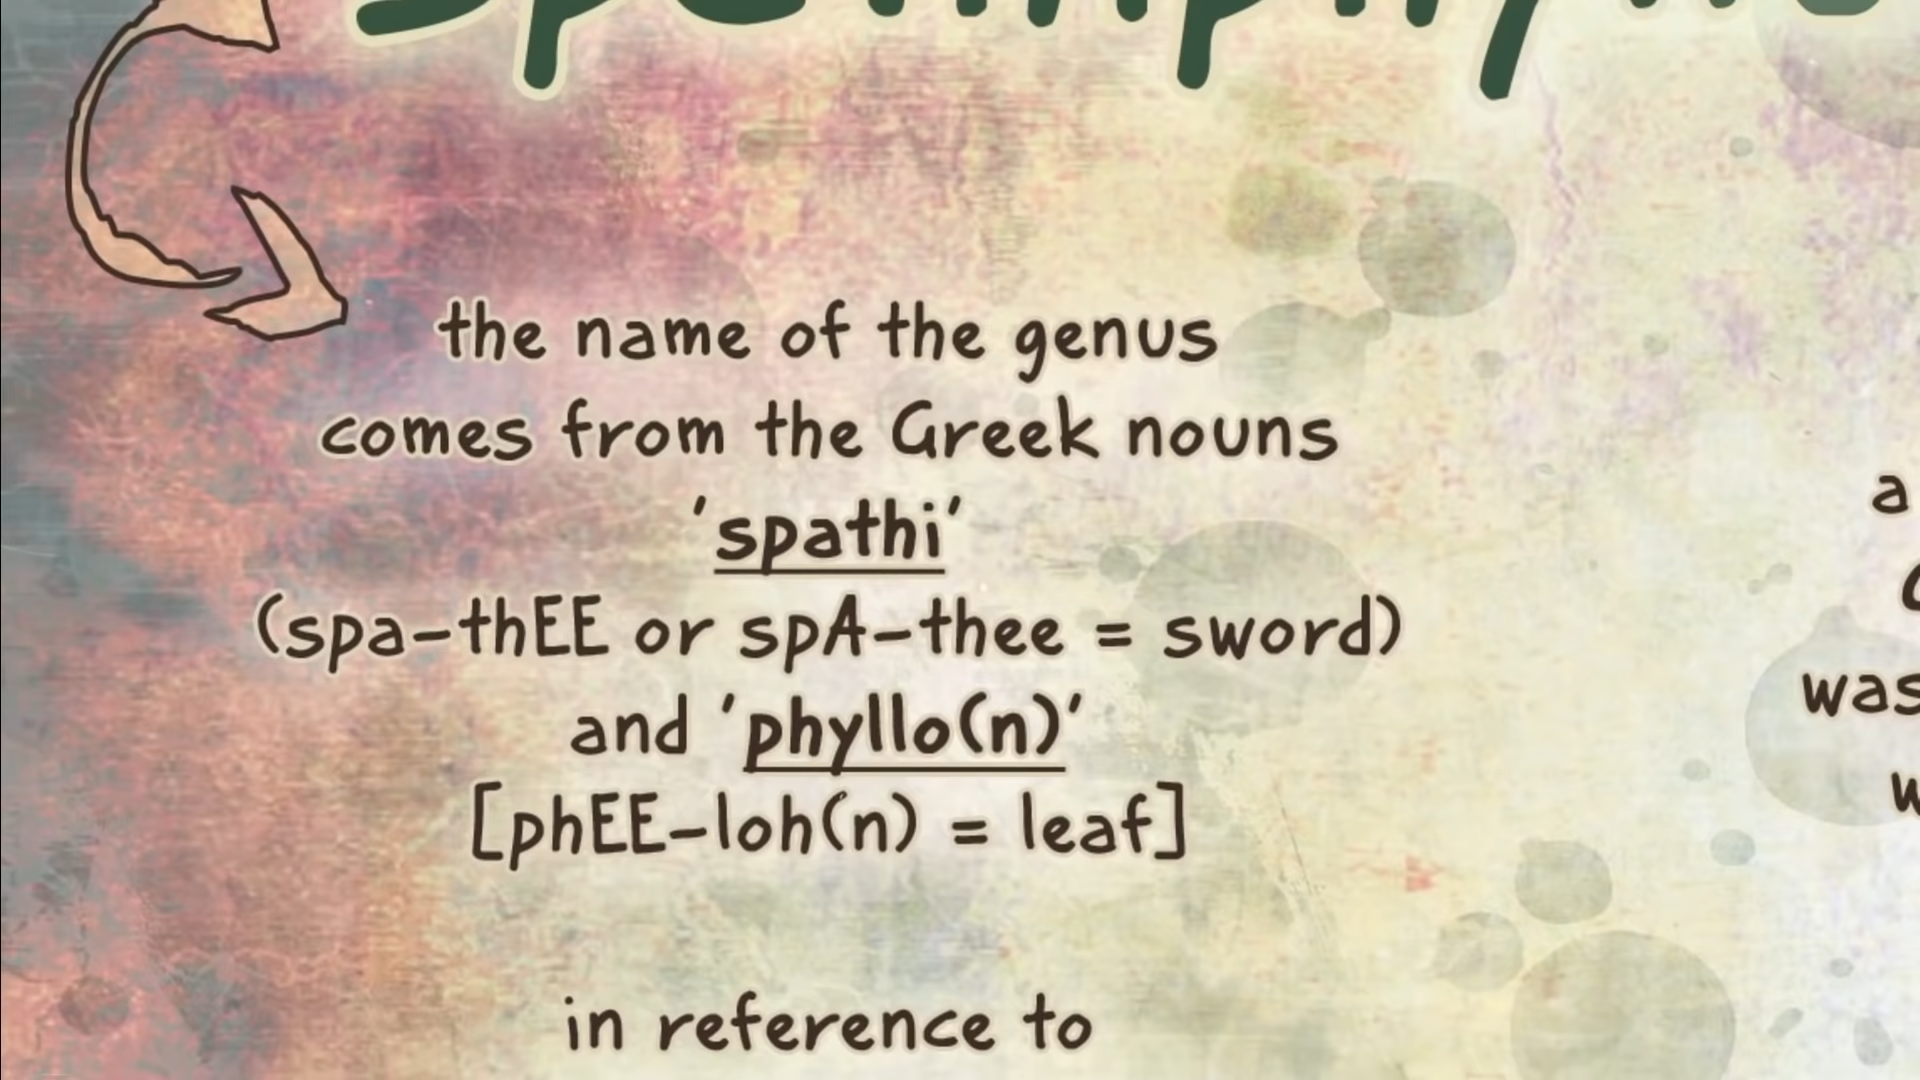 the name of the genus
comes from the Greek nouns
'spathi'
(spa-thEE or spA-thee = sword)
and 'phyllo(n)'
[phEE-loh(n) = leaf]
in reference to
a
was